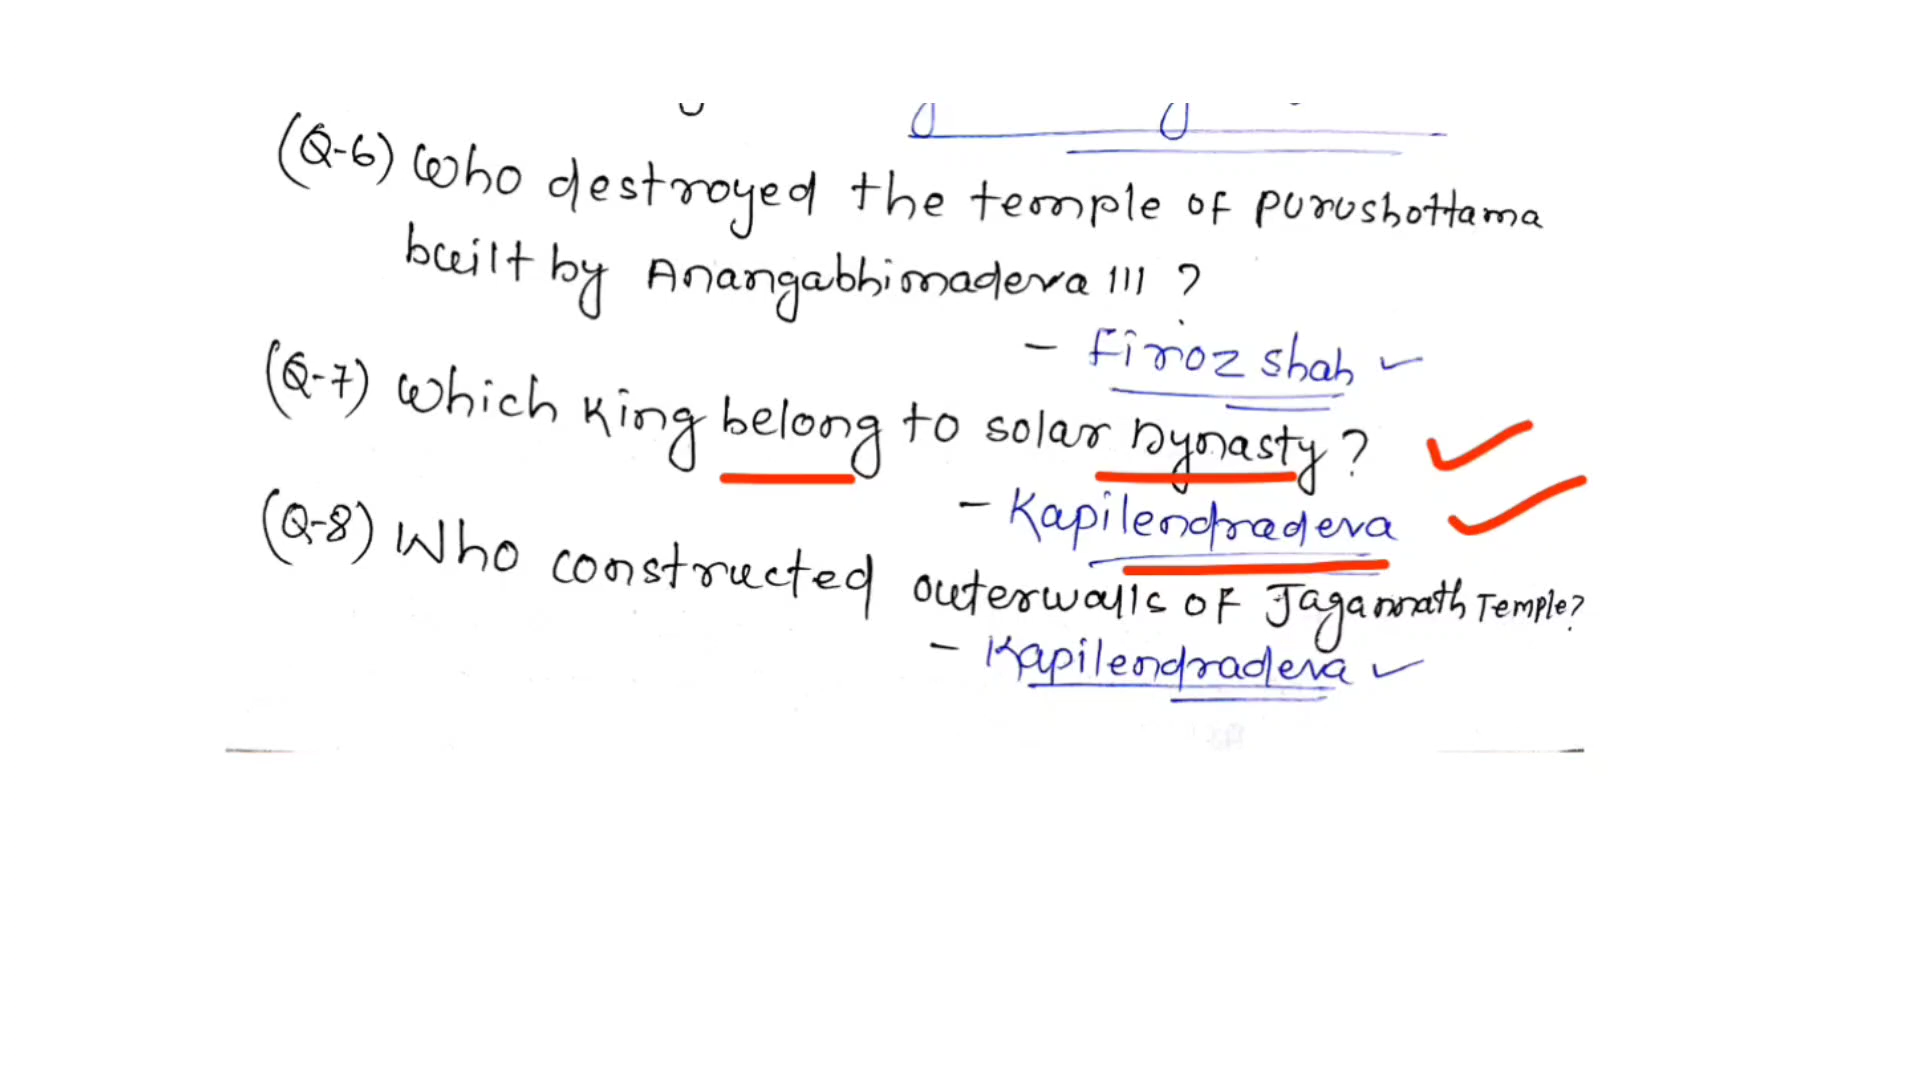 (Q-6) Who destroyed the temple of Purushottama
built by Anangabhimadeva III ?
- Firoz Shah ✓
(Q-7) Which King belong to solar Dynasty ?
- Kapilendradeva
(Q-8) Who constructed outerwalls of Jagannath Temple?
- Kapilendradeva ✓